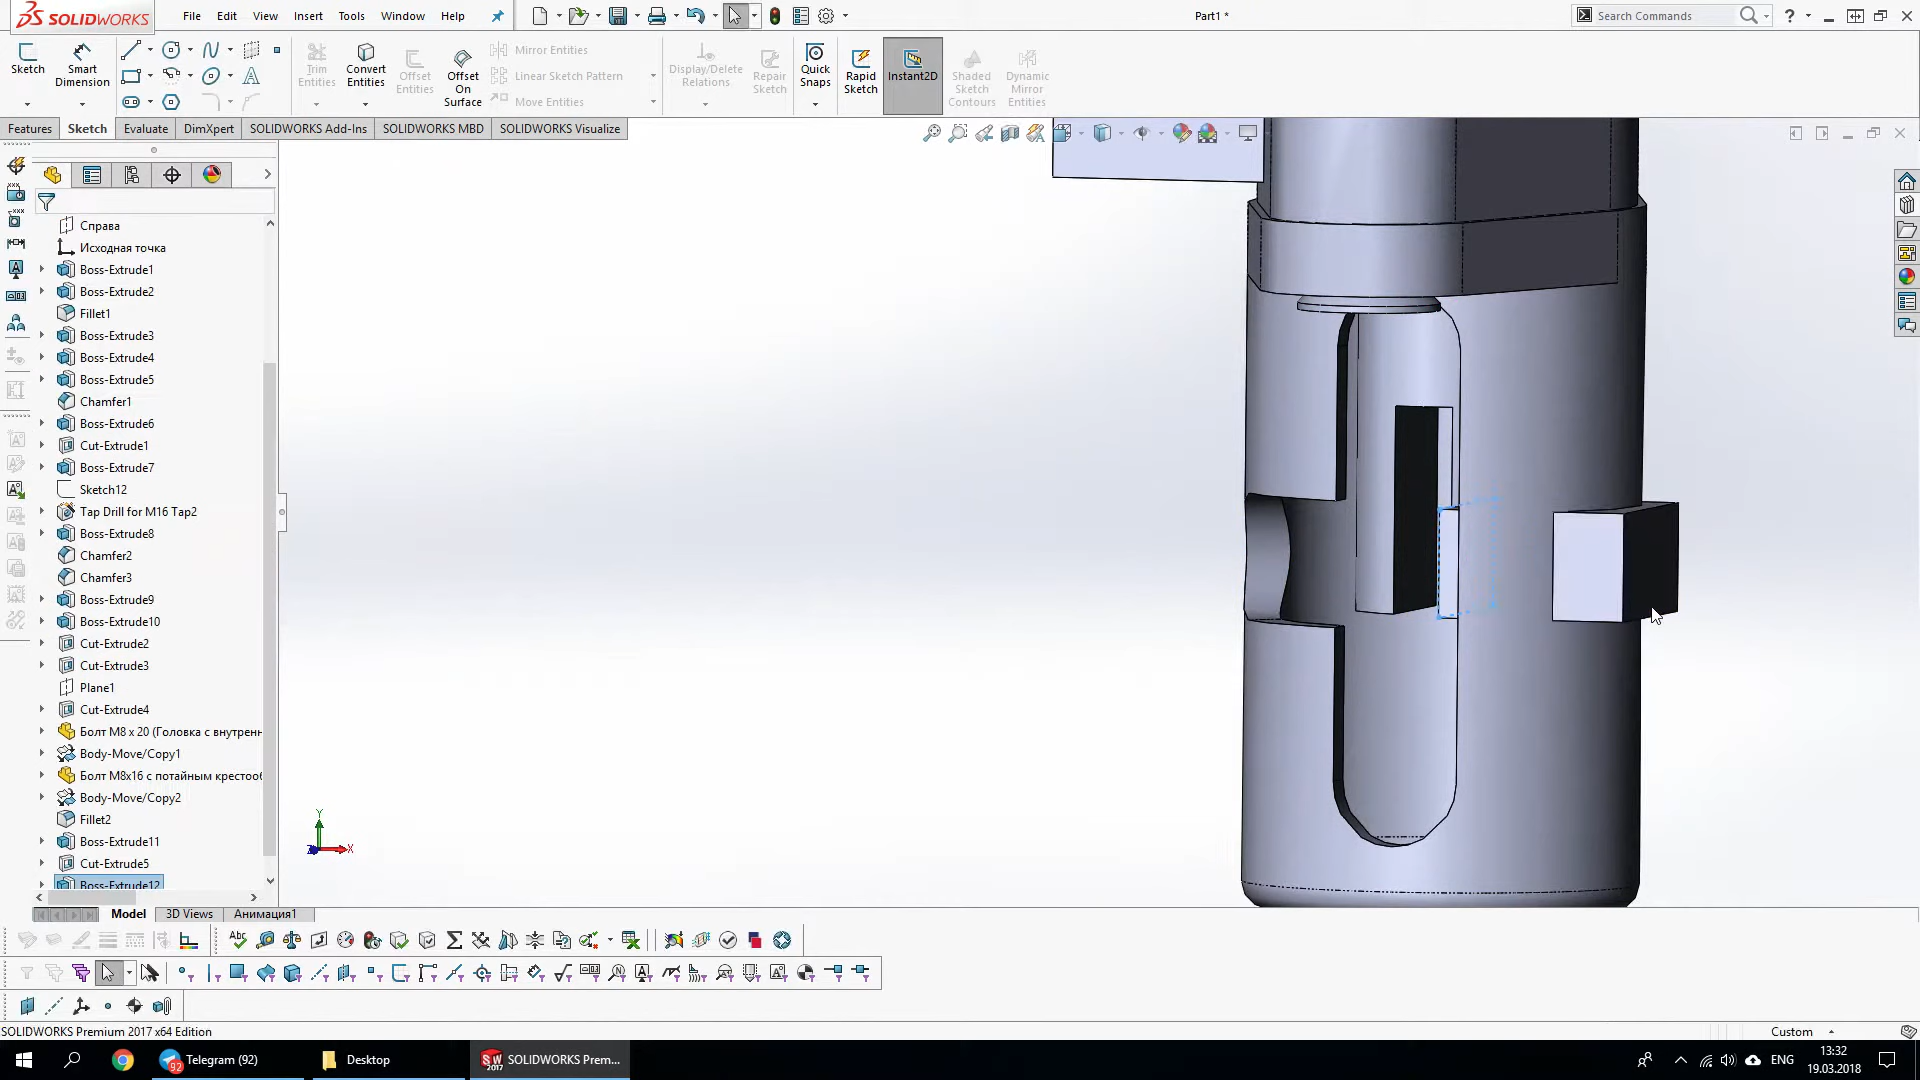 SOLIDWORKS
File Edit View Insert Tools Window Help
Part1 *
Search Commands
Sketch
Smart Dimension
Trim Entities
Convert Entities
Offset Entities
Offset On Surface
Mirror Entities
Linear Sketch Pattern
Move Entities
Display/Delete Relations
Repair Sketch
Quick Snaps
Rapid Sketch
Instant2D
Shaded Sketch Contours
Dynamic Mirror Entities
Features Sketch Evaluate DimXpert SOLIDWORKS Add-Ins SOLIDWORKS MBD SOLIDWORKS Visualize
Справа
Исходная точка
Boss-Extrude1
Boss-Extrude2
Fillet1
Boss-Extrude3
Boss-Extrude4
Boss-Extrude5
Chamfer1
Boss-Extrude6
Cut-Extrude1
Boss-Extrude7
Sketch12
Tap Drill for M16 Tap2
Boss-Extrude8
Chamfer2
Chamfer3
Boss-Extrude9
Boss-Extrude10
Cut-Extrude2
Cut-Extrude3
Plane1
Cut-Extrude4
Болт M8 x 20 (Головка с внутренн
Body-Move/Copy1
Болт M8x16 с потайным крестооб
Body-Move/Copy2
Fillet2
Boss-Extrude11
Cut-Extrude5
Boss-Extrude12
Y
X
Model 3D Views Анимация1
SOLIDWORKS Premium 2017 x64 Edition
Custom
Telegram (92)
Desktop
SOLIDWORKS Prem...
ENG
13:32
19.03.2018